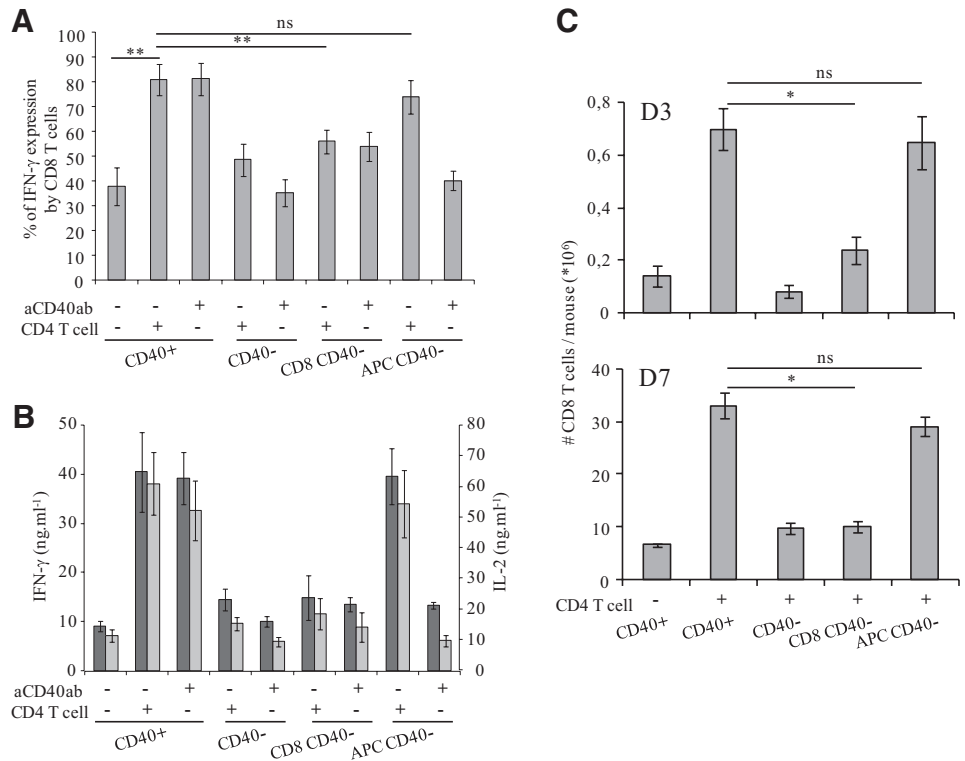 A
ns
**
**
100
90
80
70
60
50
40
30
20
10
0
% of IFN-γ expression
by CD8 T cells
aCD40ab - - + - + - + - +
CD4 T cell - + - + - + - + -
CD40+ CD40- CD8 CD40- APC CD40-
B
50
40
30
20
10
0
IFN-γ (ng.ml⁻¹)
80
70
60
50
40
30
20
10
0
IL-2 (ng.ml⁻¹)
aCD40ab - - + - + - + - +
CD4 T cell - + - + - + - + -
CD40+ CD40- CD8 CD40- APC CD40-
C
D3
ns
*
0,8
0,6
0,4
0,2
0
# CD8 T cells / mouse (*10⁶)
D7
ns
*
40
30
20
10
0
CD4 T cell - + + + +
CD40+ CD40+ CD40- CD8 CD40- APC CD40-